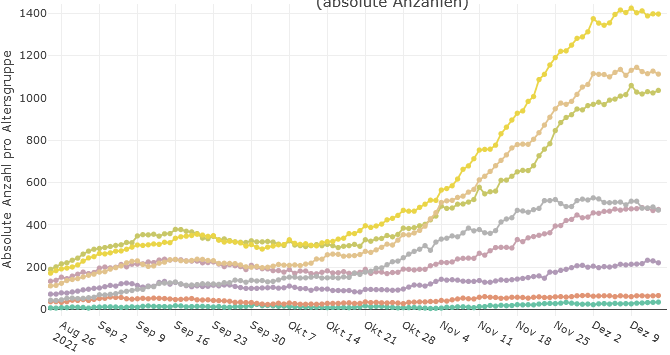 (absolute Anzahlen)
Absolute Anzahl pro Altersgruppe
1400
1200
1000
800
600
400
200
0
Aug 26
2021
Sep 2
Sep 9
Sep 16
Sep 23
Sep 30
Okt 7
Okt 14
Okt 21
Okt 28
Nov 4
Nov 11
Nov 18
Nov 25
Dez 2
Dez 9